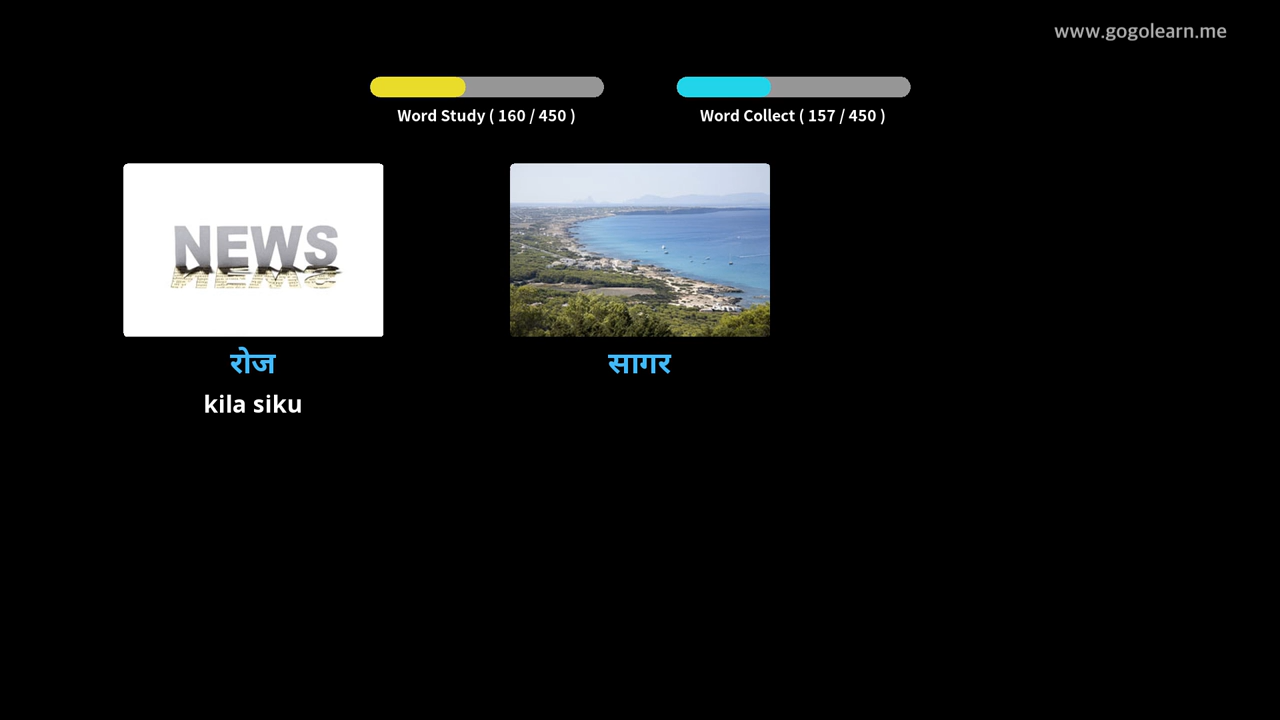 www.gogolearn.me
Word Study ( 160 / 450 )
Word Collect ( 157 / 450 )
NEWS
रोज
सागर
kila siku